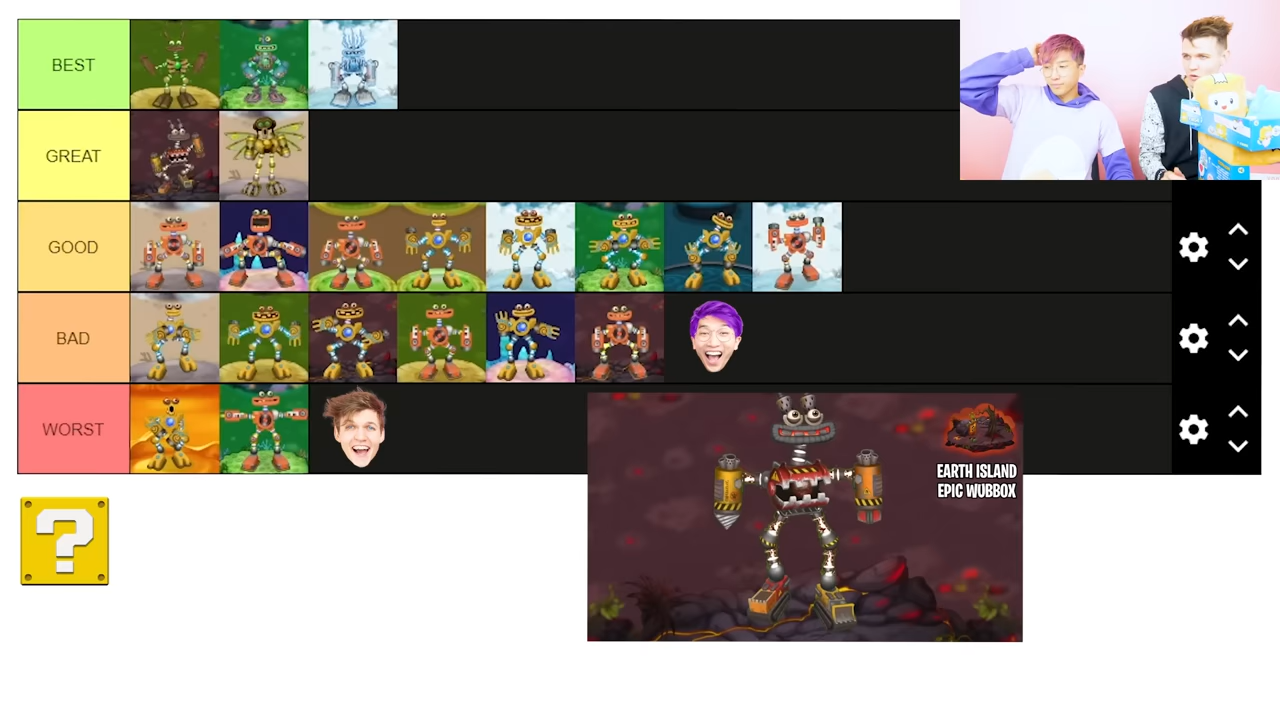 BEST
GREAT
GOOD
BAD
WORST
EARTH ISLAND
EPIC WUBBOX
?